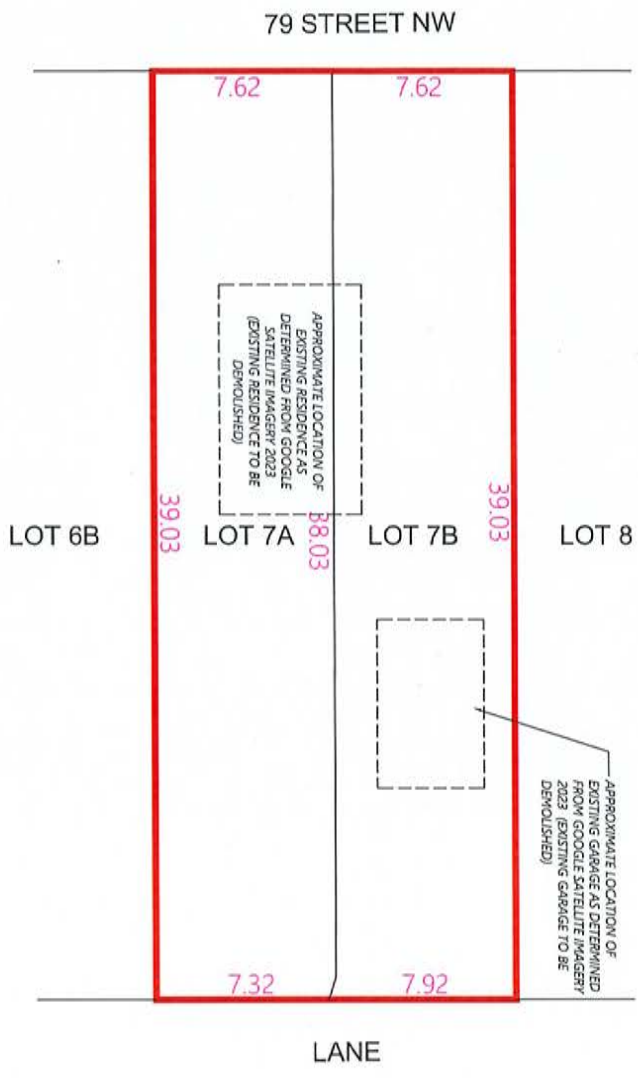 79 STREET NW
7.62
7.62
APPROXIMATE LOCATION OF
EXISTING RESIDENCE AS
DETERMINED FROM GOOGLE
SATELLITE IMAGERY 2023
(EXISTING RESIDENCE TO BE
DEMOLISHED)
39.03
38.03
39.03
LOT 6B
LOT 7A
LOT 7B
LOT 8
APPROXIMATE LOCATION OF
EXISTING GARAGE AS DETERMINED
FROM GOOGLE SATELLITE IMAGERY
2023 (EXISTING GARAGE TO BE
DEMOLISHED)
7.32
7.92
LANE